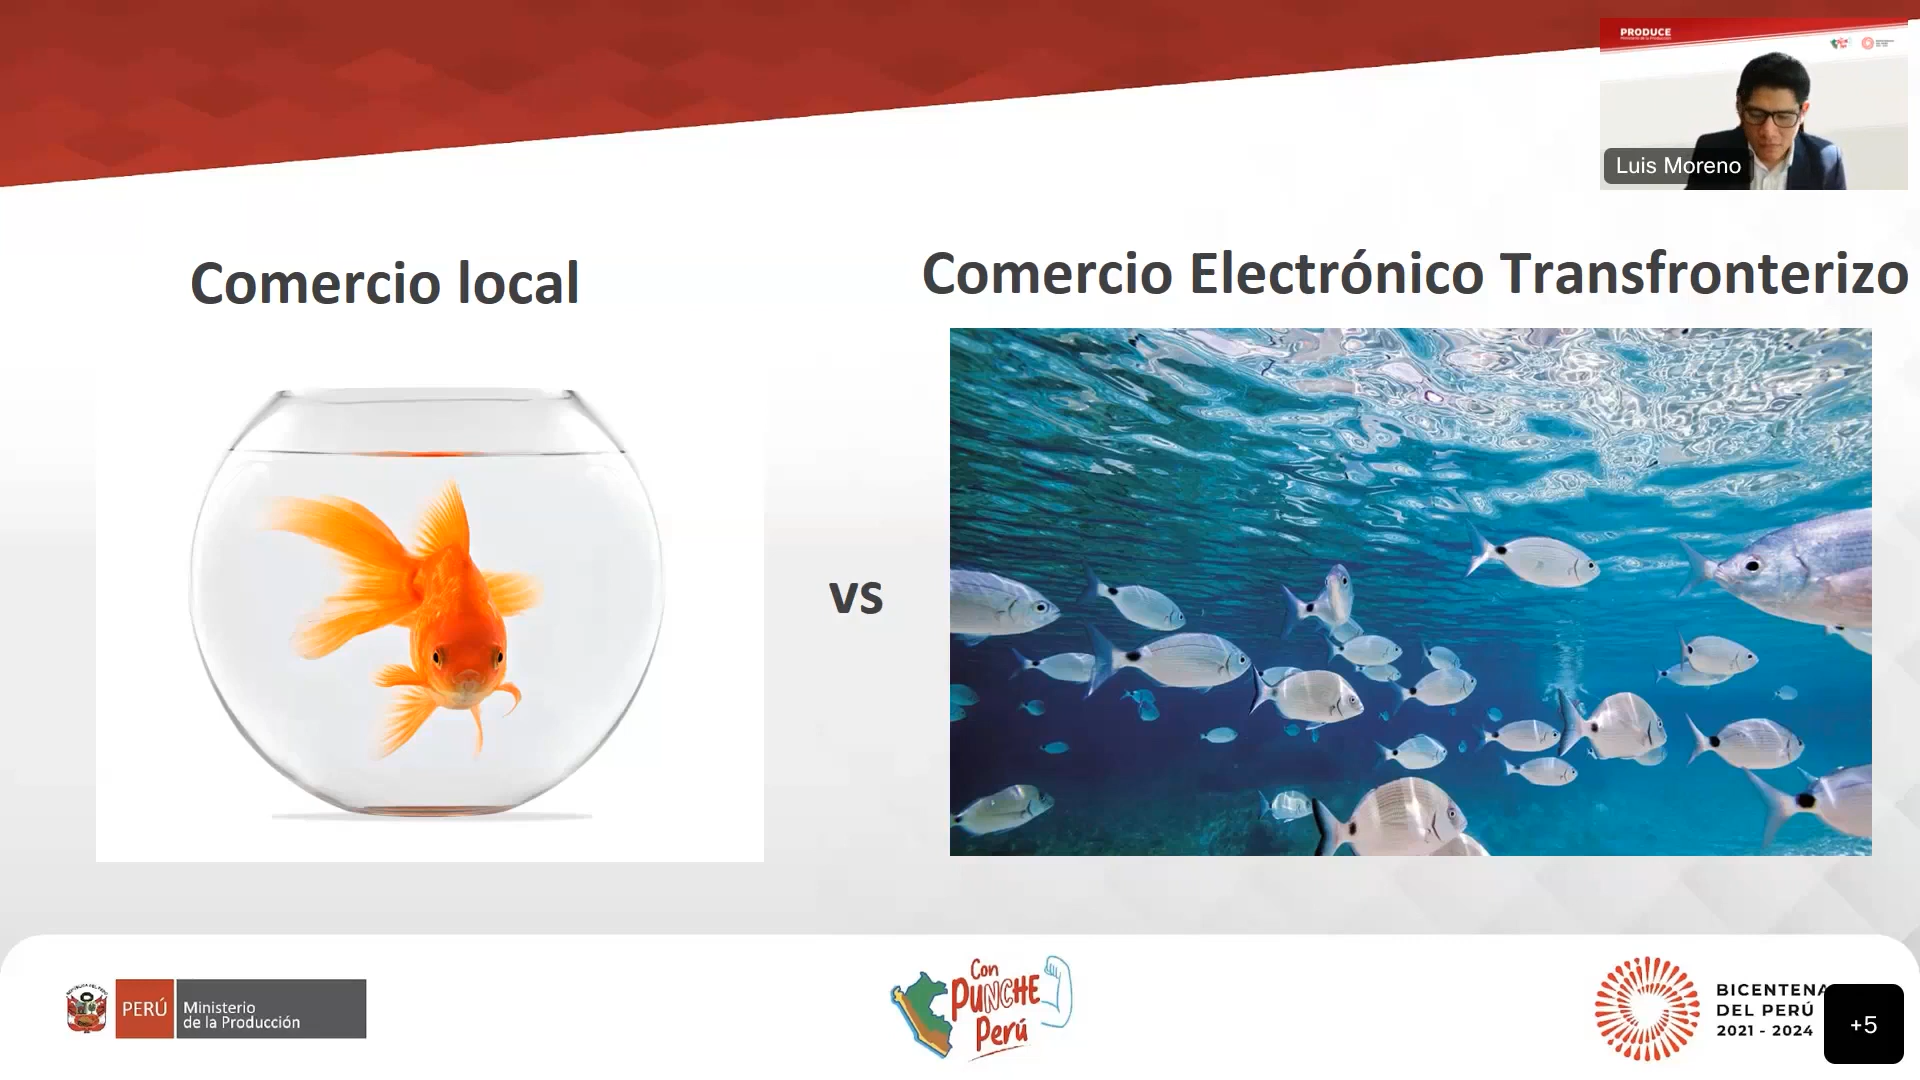 PRODUCE
Luis Moreno
Comercio local
Comercio Electrónico Transfronterizo
vs
PERÚ
Ministerio
de la Producción
Con
PUNCHE
Perú
BICENTENA
DEL PERÚ
2021 - 2024
+5